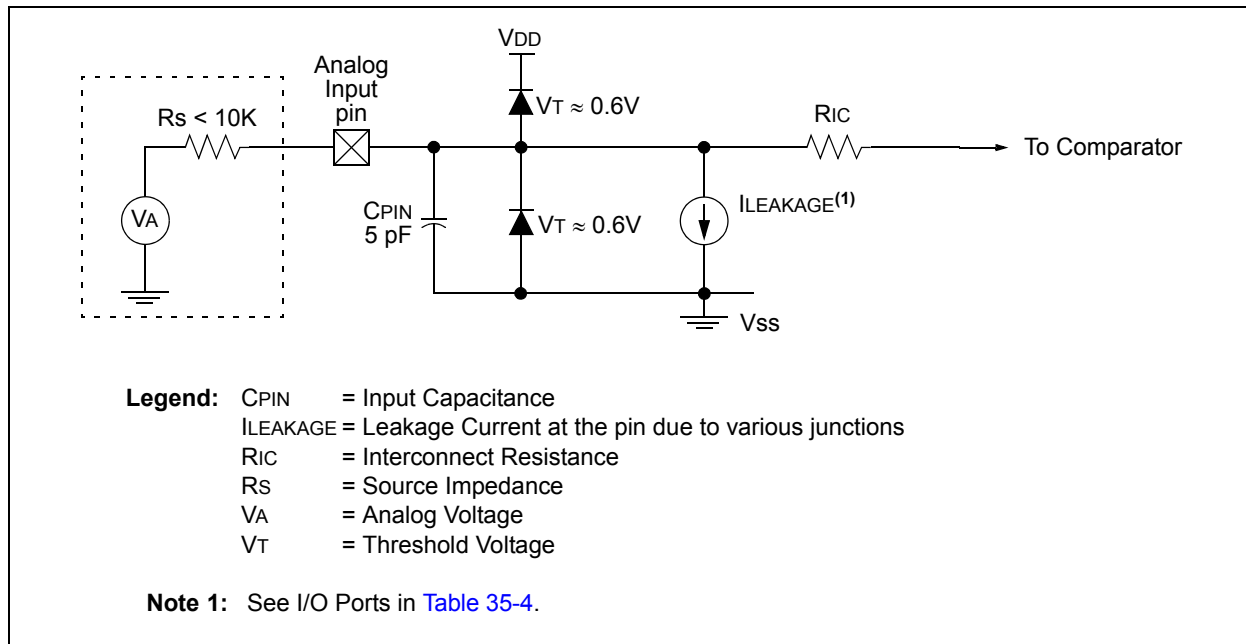 VDD
Analog
Input
pin
Rs < 10K
VT ≈ 0.6V
RIC
To Comparator
VA
CPIN
5 pF
VT ≈ 0.6V
ILEAKAGE(1)
Vss
Legend: CPIN = Input Capacitance
ILEAKAGE = Leakage Current at the pin due to various junctions
RIC = Interconnect Resistance
RS = Source Impedance
VA = Analog Voltage
VT = Threshold Voltage
Note 1: See I/O Ports in Table 35-4.